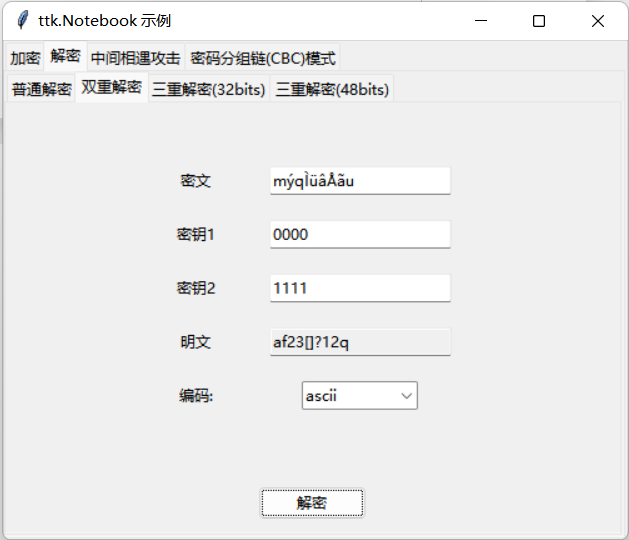 ttk.Notebook 示例
加密 解密 中间相遇攻击 密码分组链(CBC)模式
普通解密 双重解密 三重解密(32bits) 三重解密(48bits)
密文 mýqÌüâÅãu
密钥1 0000
密钥2 1111
明文 af23[]?12q
编码: ascii
解密